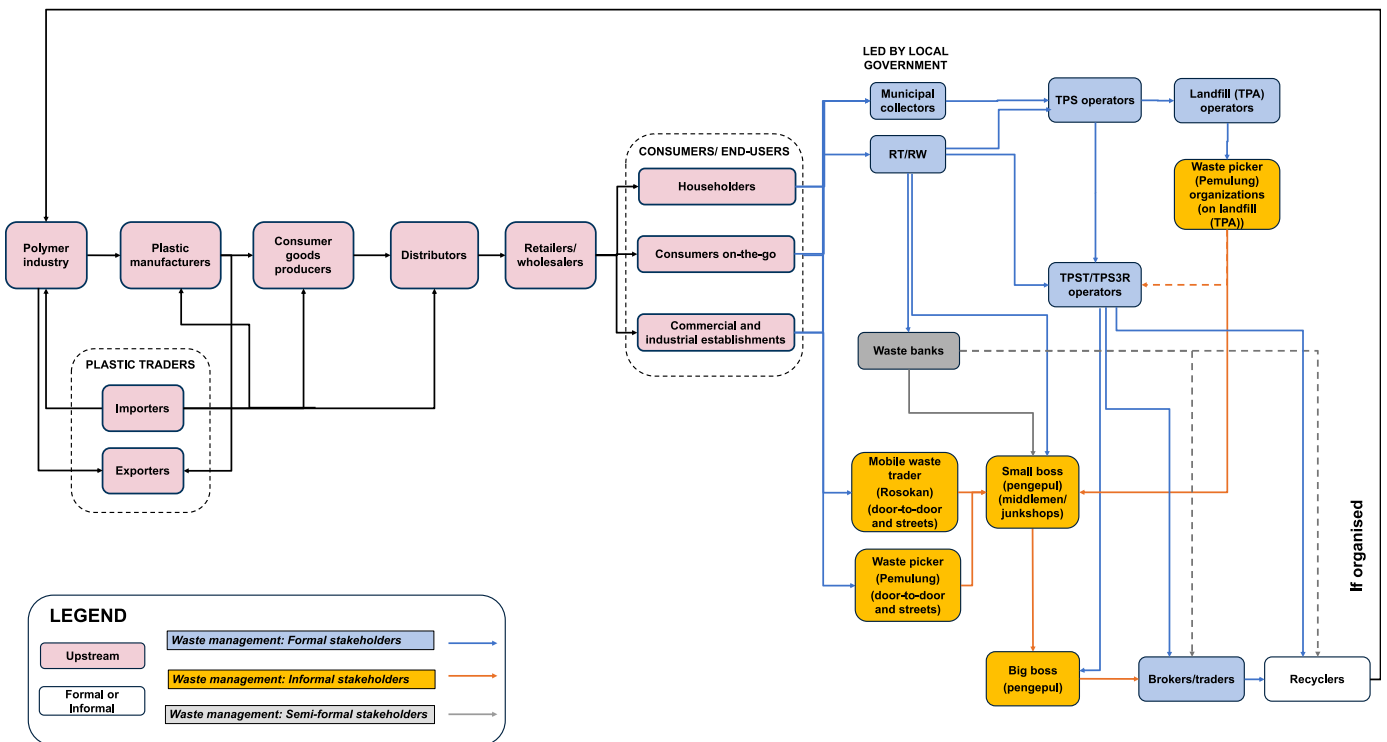 LED BY LOCAL
GOVERNMENT
Municipal
collectors
TPS operators
Landfill (TPA)
operators
RT/RW
CONSUMERS/ END-USERS
Householders
Waste picker
(Pemulung)
organizations
(on landfill
(TPA))
Polymer
industry
Plastic
manufacturers
Consumer
goods
producers
Distributors
Retailers/
wholesalers
Consumers on-the-go
TPST/TPS3R
operators
Commercial and
industrial establishments
Waste banks
PLASTIC TRADERS
Importers
Exporters
Mobile waste
trader
(Rosokan)
(door-to-door
and streets)
Small boss
(pengepul)
(middlemen/
junkshops)
Waste picker
(Pemulung)
(door-to-door
and streets)
If organised
Big boss
(pengepul)
Brokers/traders
Recyclers
LEGEND
Upstream
Formal or
Informal
Waste management: Formal stakeholders
Waste management: Informal stakeholders
Waste management: Semi-formal stakeholders